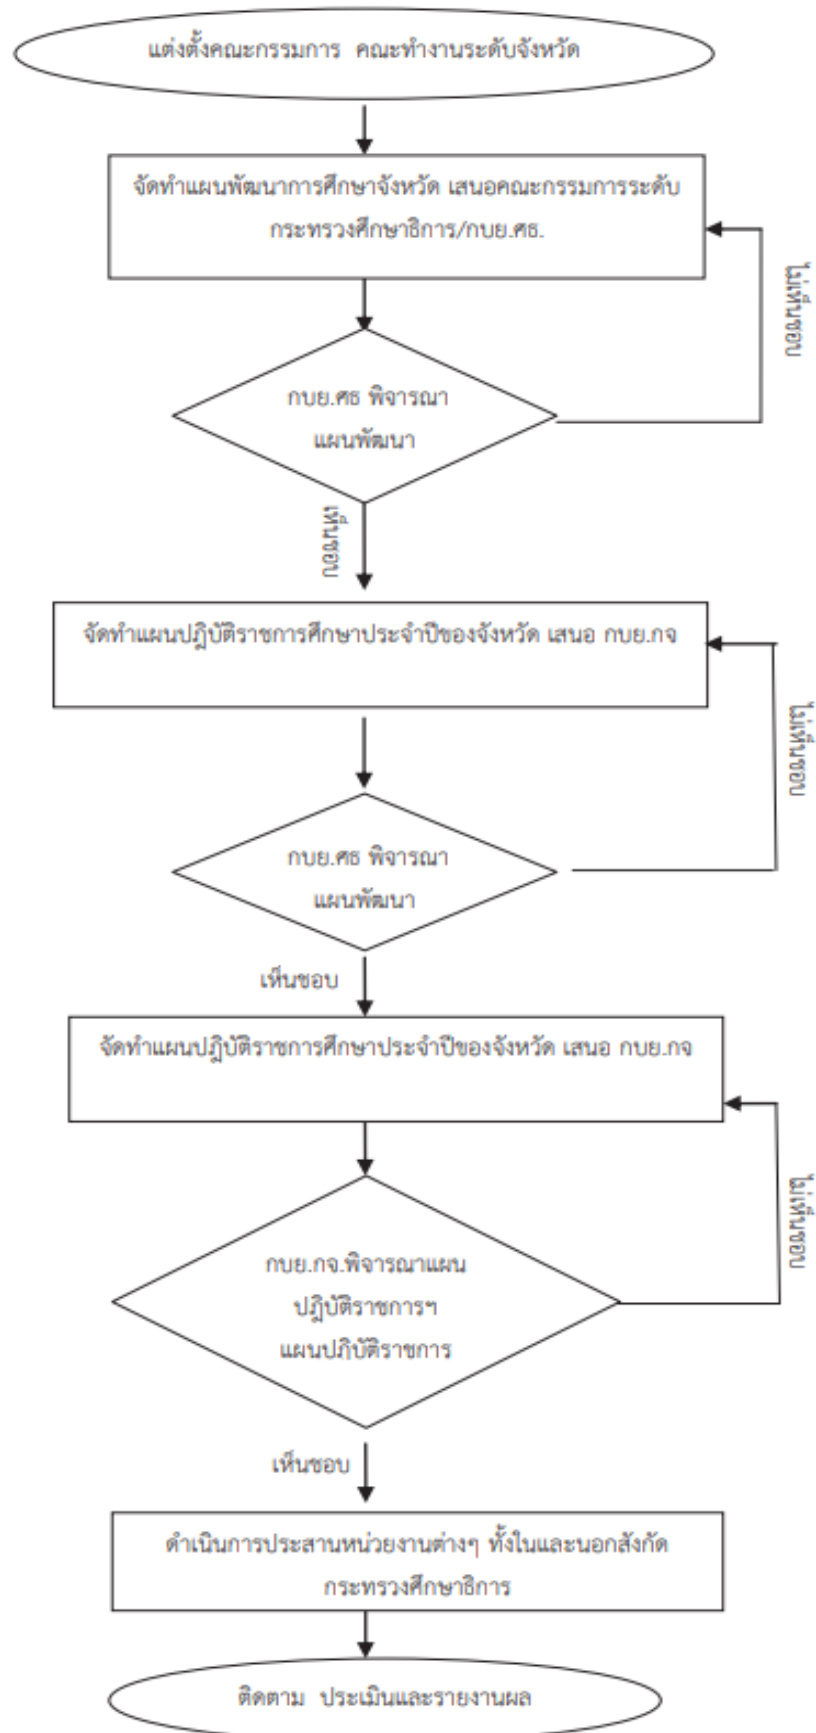 แต่งตั้งคณะกรรมการ คณะทำงานระดับจังหวัด
จัดทำแผนพัฒนาการศึกษาจังหวัด เสนอคณะกรรมการระดับ
กระทรวงศึกษาธิการ/กบย.ศธ.
ไม่เห็นชอบ
กบย.ศธ พิจารณา
แผนพัฒนา
เห็นชอบ
จัดทำแผนปฏิบัติราชการศึกษาประจำปีของจังหวัด เสนอ กบย.กจ
ไม่เห็นชอบ
กบย.ศธ พิจารณา
แผนพัฒนา
เห็นชอบ
จัดทำแผนปฏิบัติราชการศึกษาประจำปีของจังหวัด เสนอ กบย.กจ
ไม่เห็นชอบ
กบย.กจ.พิจารณาแผน
ปฏิบัติราชการฯ
แผนปฏิบัติราชการ
เห็นชอบ
ดำเนินการประสานหน่วยงานต่างๆ ทั้งในและนอกสังกัด
กระทรวงศึกษาธิการ
ติดตาม ประเมินและรายงานผล